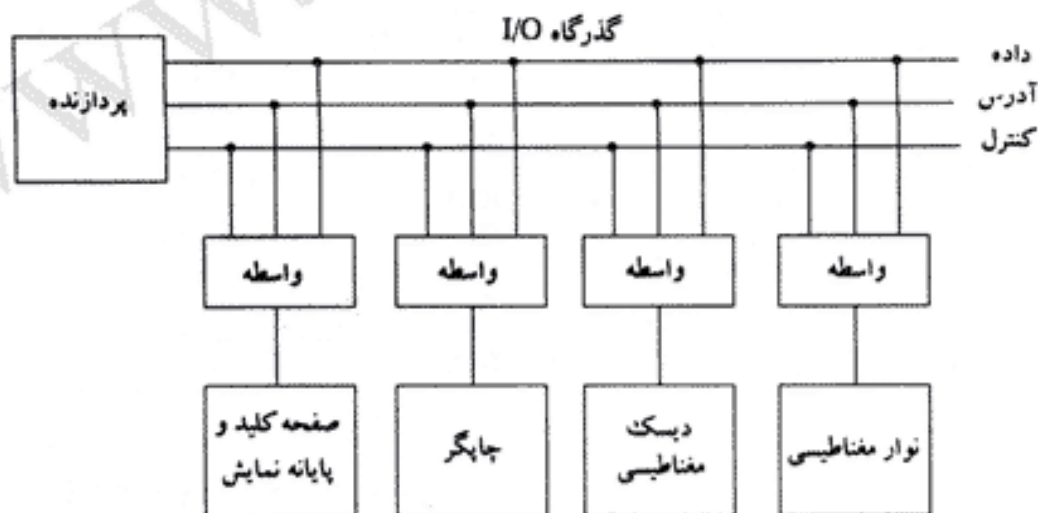 گذرگاه I/O
داده
آدرس
کنترل
پردازنده
واسطه
واسطه
واسطه
واسطه
صفحه کلید و
پایانه نمایش
چاپگر
دیسک
مغناطیسی
نوار مغناطیسی